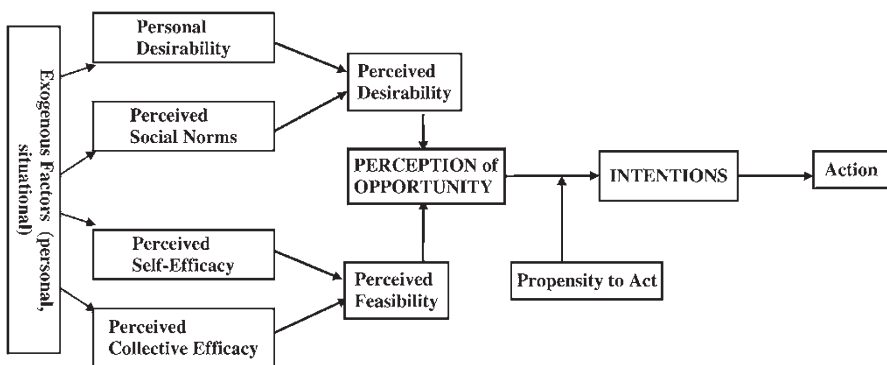 Exogenous Factors (personal,
situational)
Personal
Desirability
Perceived
Social Norms
Perceived
Self-Efficacy
Perceived
Collective Efficacy
Perceived
Desirability
PERCEPTION of
OPPORTUNITY
Perceived
Feasibility
Propensity to Act
INTENTIONS
Action